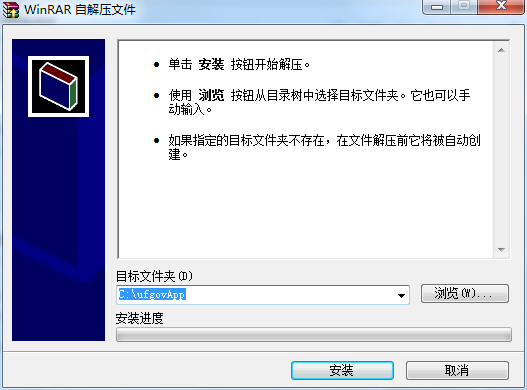 WinRAR 自解压文件
单击 安装 按钮开始解压。
使用 浏览 按钮从目录树中选择目标文件夹。它也可以手
动输入。
如果指定的目标文件夹不存在，在文件解压前它将被自动创
建。
目标文件夹(D)
C:\ufgovApp
浏览(W)...
安装进度
安装
取消